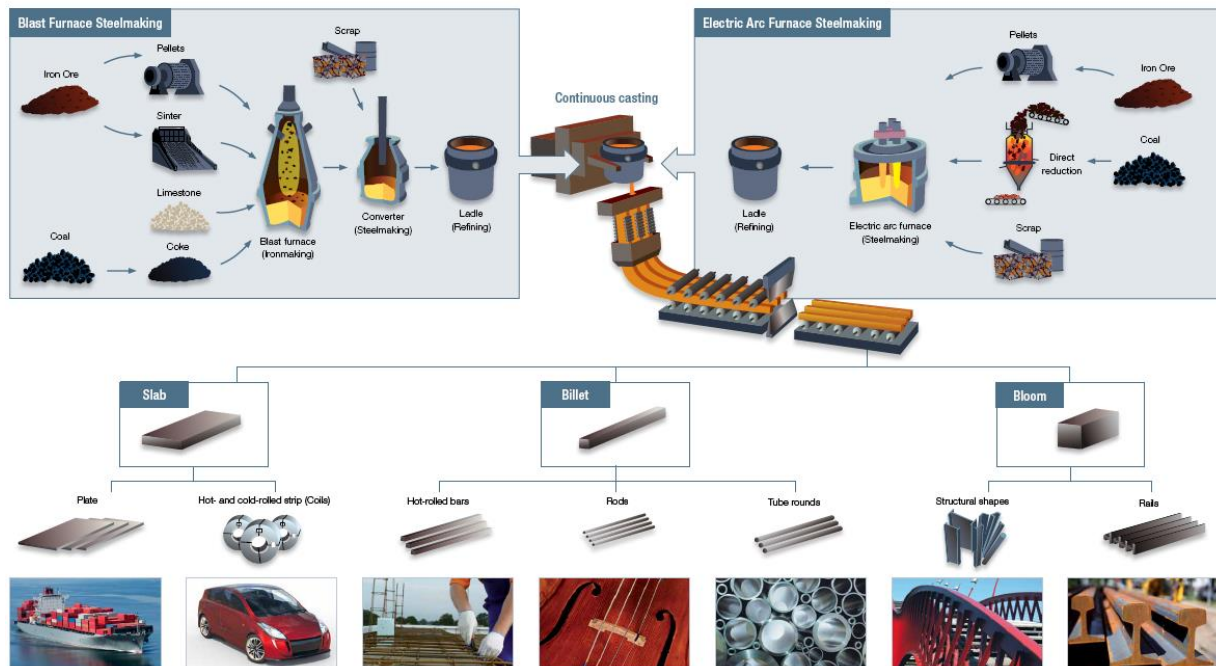 Blast Furnace Steelmaking
Scrap
Pellets
Iron Ore
Sinter
Limestone
Coal
Coke
Blast furnace
(Ironmaking)
Converter
(Steelmaking)
Ladle
(Refining)
Continuous casting
Electric Arc Furnace Steelmaking
Pellets
Iron Ore
Coal
Direct
reduction
Ladle
(Refining)
Electric arc furnace
(Steelmaking)
Scrap
Slab
Billet
Bloom
Plate
Hot- and cold-rolled strip (Coils)
Hot-rolled bars
Rods
Tube rounds
Structural shapes
Rails